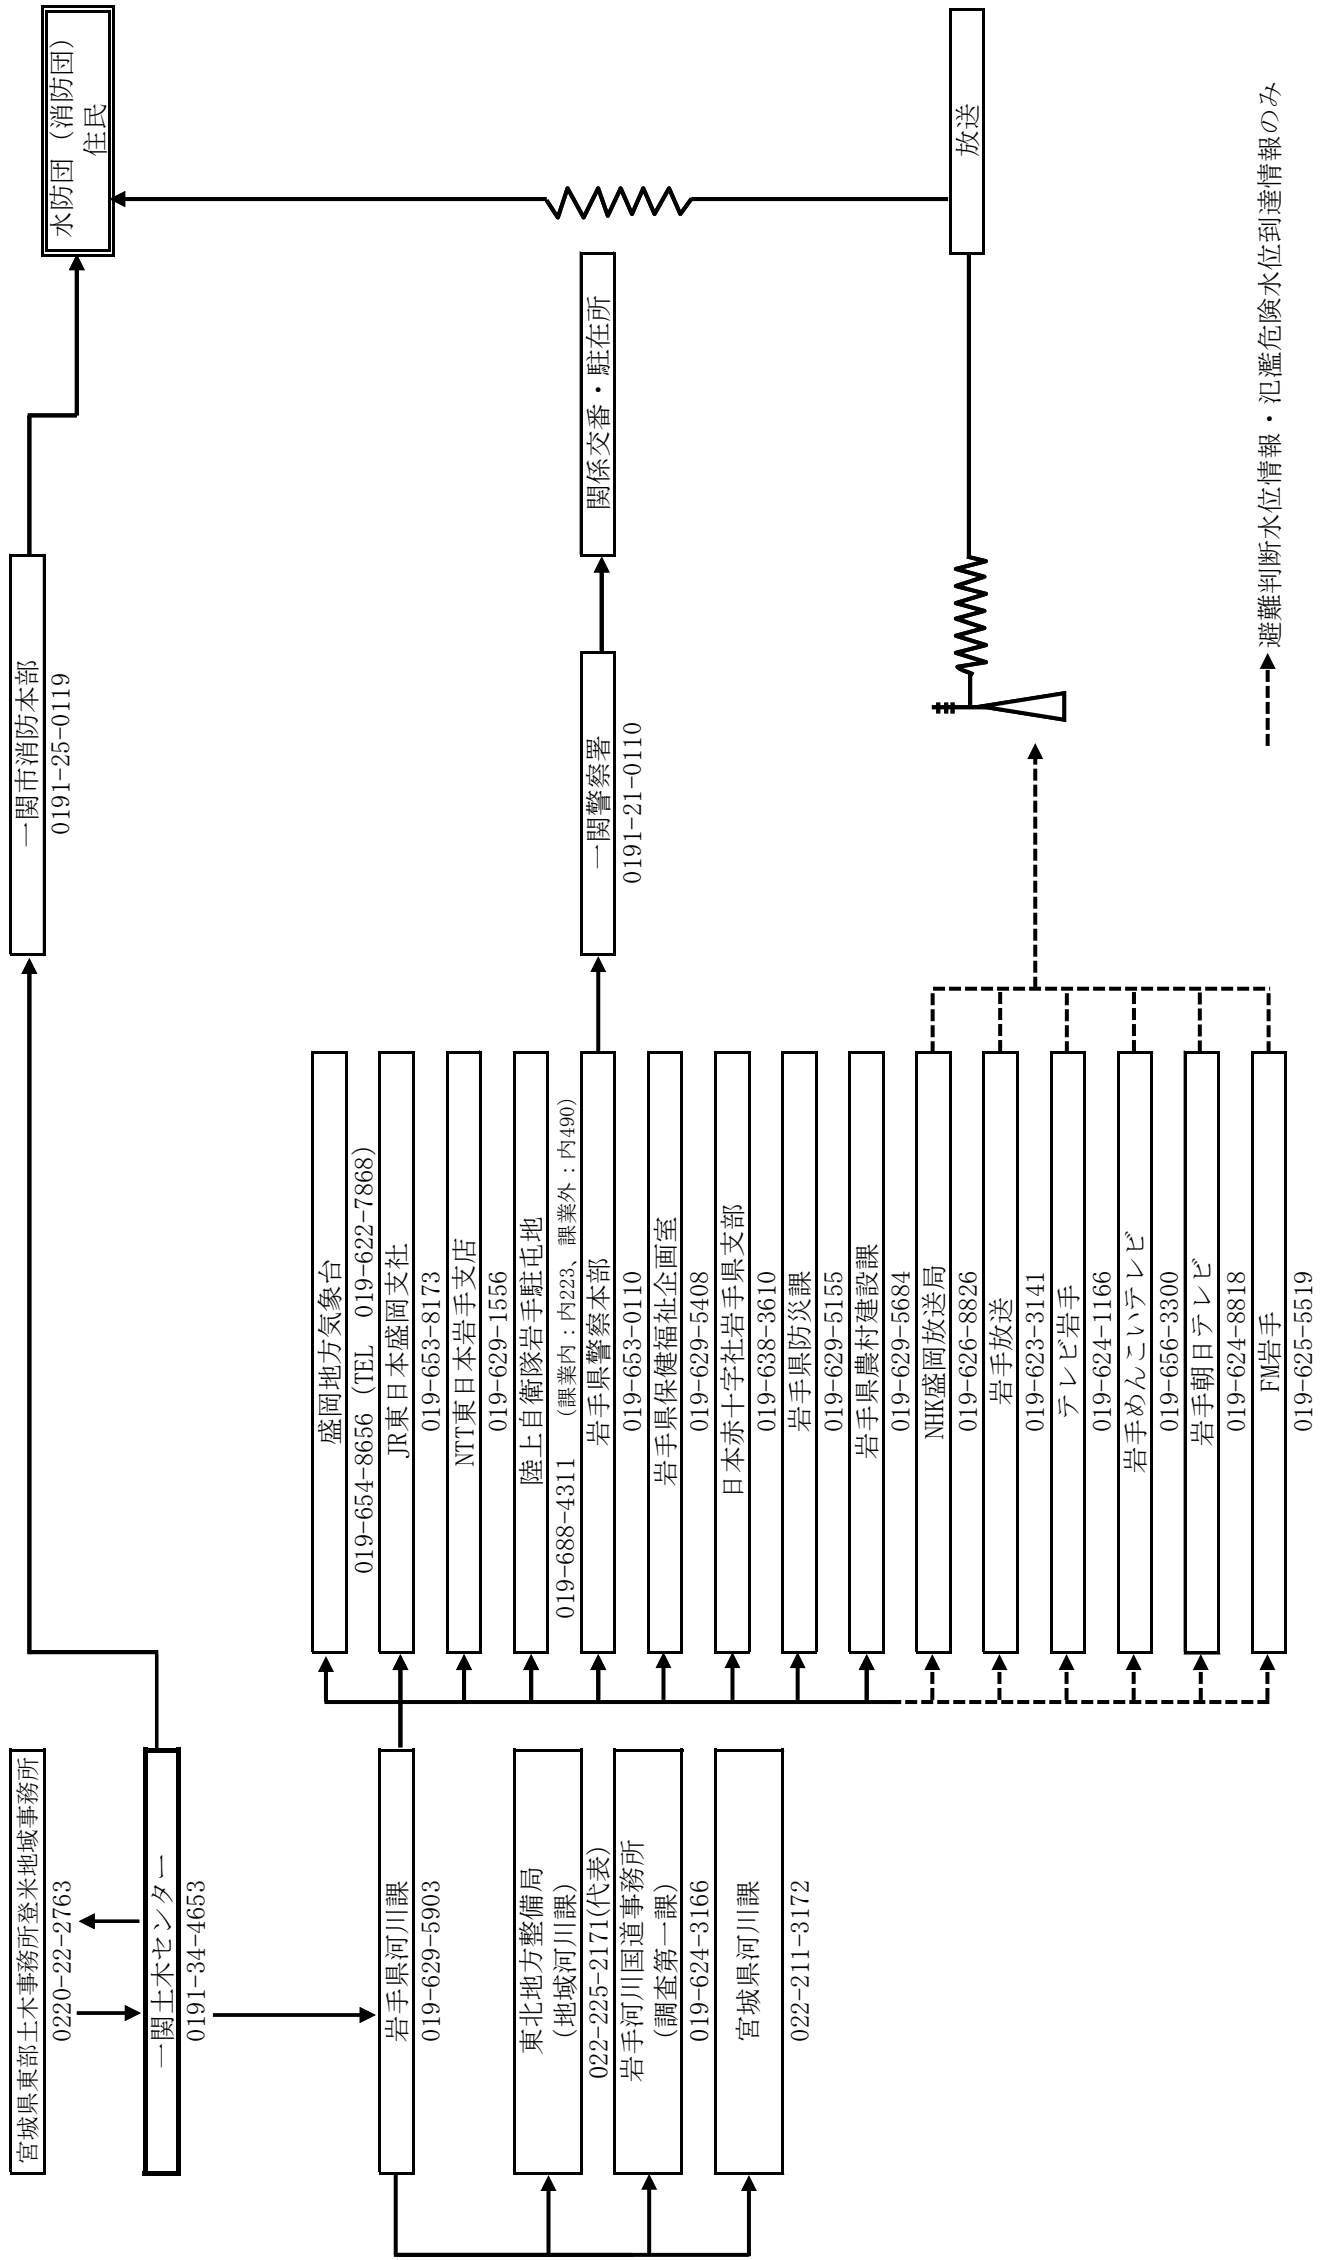 宮城県東部土木事務所登米地域事務所
0220-22-2763
一関土木センター
0191-34-4653
岩手県河川課
019-629-5903
東北地方整備局
(地域河川課)
022-225-2171(代表)
岩手河川国道事務所
(調査第一課)
019-624-3166
宮城県河川課
022-211-3172
盛岡地方気象台
019-654-8656（TEL 019-622-7868）
JR東日本盛岡支社
019-653-8173
NTT東日本岩手支店
019-629-1556
陸上自衛隊岩手駐屯地
019-688-4311 （課業内：内223、課業外：内490）
岩手県警察本部
019-653-0110
岩手県保健福祉企画室
019-629-5408
日本赤十字社岩手県支部
019-638-3610
岩手県防災課
019-629-5155
岩手県農村建設課
019-629-5684
NHK盛岡放送局
019-626-8826
岩手放送
019-623-3141
テレビ岩手
019-624-1166
岩手めんこいテレビ
019-656-3300
岩手朝日テレビ
019-624-8818
FM岩手
019-625-5519
一関市消防本部
0191-25-0119
一関警察署
0191-21-0110
関係交番・駐在所
水防団（消防団）
住民
放送
避難判断水位情報・氾濫危険水位到達情報のみ